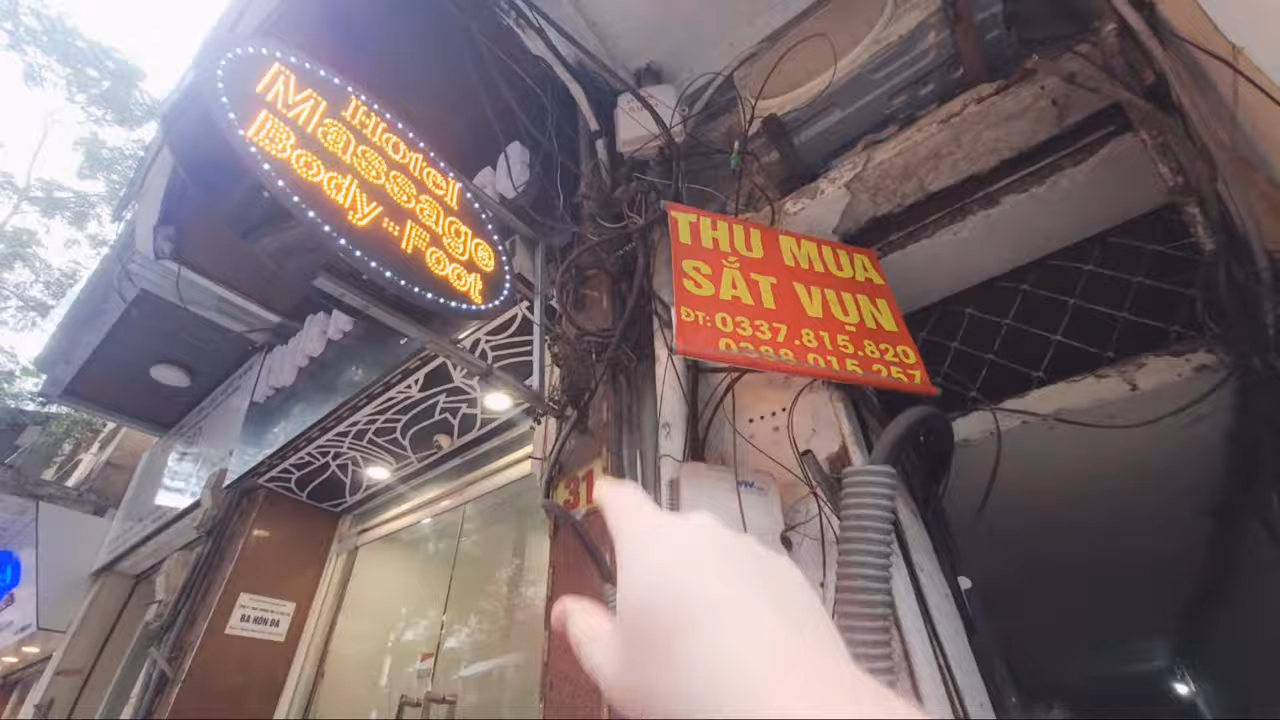 Hotel
Massage
Body-Foot
THU MUA
SẮT VỤN
ĐT: 0337.815.820
0388.015.257
31
BA HÒN ĐÁ